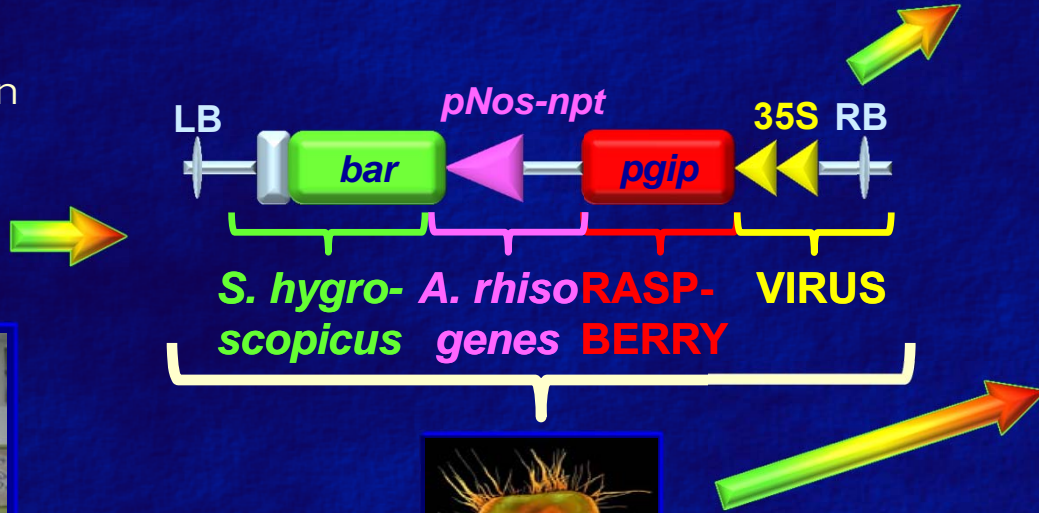 n
LB
pNos-npt
35S RB
bar
pgip
S. hygro- A. rhiso RASP- VIRUS
scopicus genes BERRY